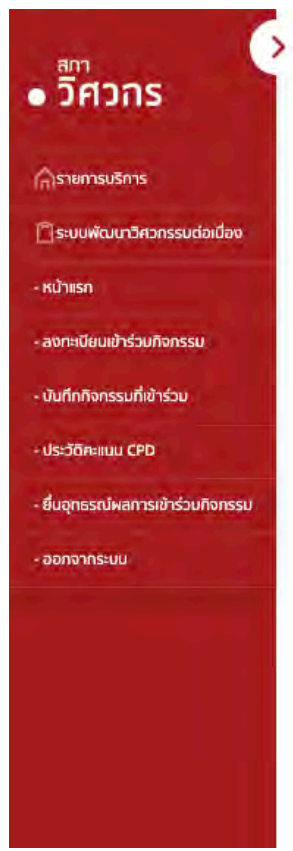 สภา
วิศวกร
รายการบริการ
ระบบพัฒนาวิศวกรรมต่อเนื่อง
- หน้าแรก
- ลงทะเบียนเข้าร่วมกิจกรรม
- บันทึกกิจกรรมที่เข้าร่วม
- ประวัติคะแนน CPD
- ยื่นอุทธรณ์ผลการเข้าร่วมกิจกรรม
- ออกจากระบบ